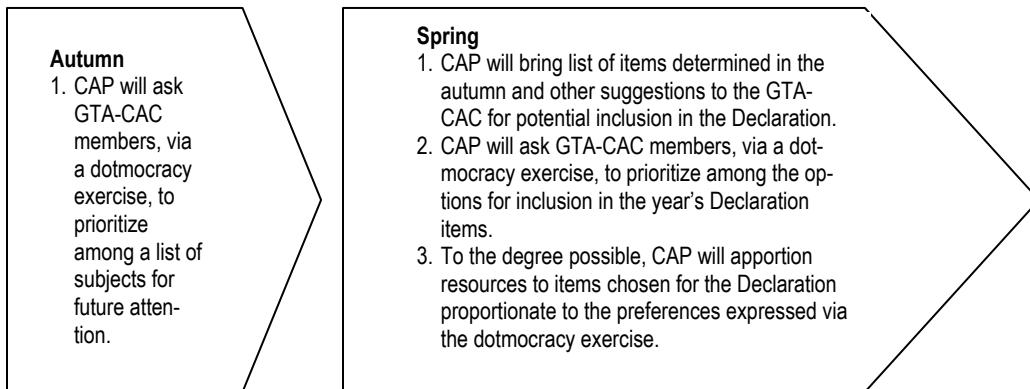 Autumn
1. CAP will ask
GTA-CAC
members, via
a dotmocracy
exercise, to
prioritize
among a list of
subjects for
future atten-
tion.
Spring
1. CAP will bring list of items determined in the
autumn and other suggestions to the GTA-
CAC for potential inclusion in the Declaration.
2. CAP will ask GTA-CAC members, via a dot-
mocracy exercise, to prioritize among the op-
tions for inclusion in the year's Declaration
items.
3. To the degree possible, CAP will apportion
resources to items chosen for the Declaration
proportionate to the preferences expressed via
the dotmocracy exercise.